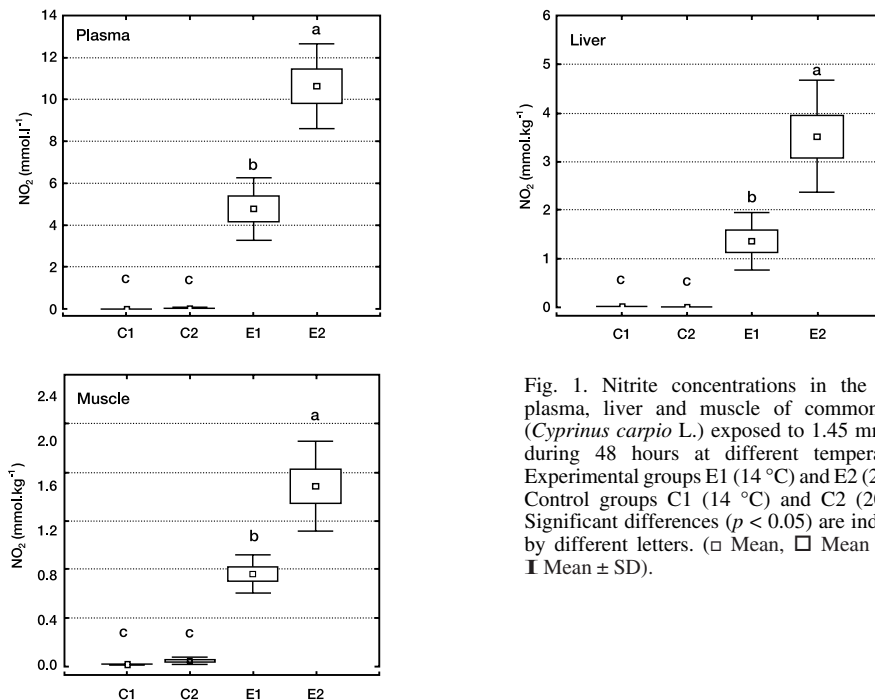 Plasma
NO2 (mmol.l-1)
14
12
10
8
6
4
2
0
c
c
b
a
C1
C2
E1
E2
Liver
NO2 (mmol.kg-1)
6
5
4
3
2
1
0
c
c
b
a
C1
C2
E1
E2
Muscle
NO2 (mmol.kg-1)
2.4
2.0
1.6
1.2
0.8
0.4
0.0
c
c
b
a
C1
C2
E1
E2
Fig. 1. Nitrite concentrations in the
plasma, liver and muscle of common
(Cyprinus carpio L.) exposed to 1.45
during 48 hours at different
Experimental groups E1 (14 °C) and E2
Control groups C1 (14 °C) and C2
Significant differences (p < 0.05) are
by different letters. (□ Mean, □ Mean
I Mean ± SD).